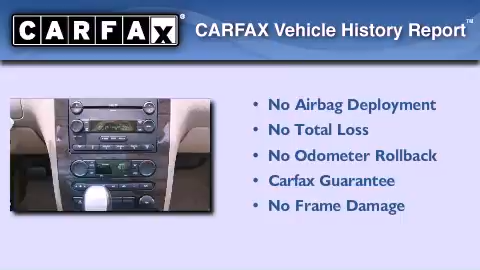 CARFAX®
CARFAX Vehicle History Report™
• No Airbag Deployment
• No Total Loss
• No Odometer Rollback
• Carfax Guarantee
• No Frame Damage